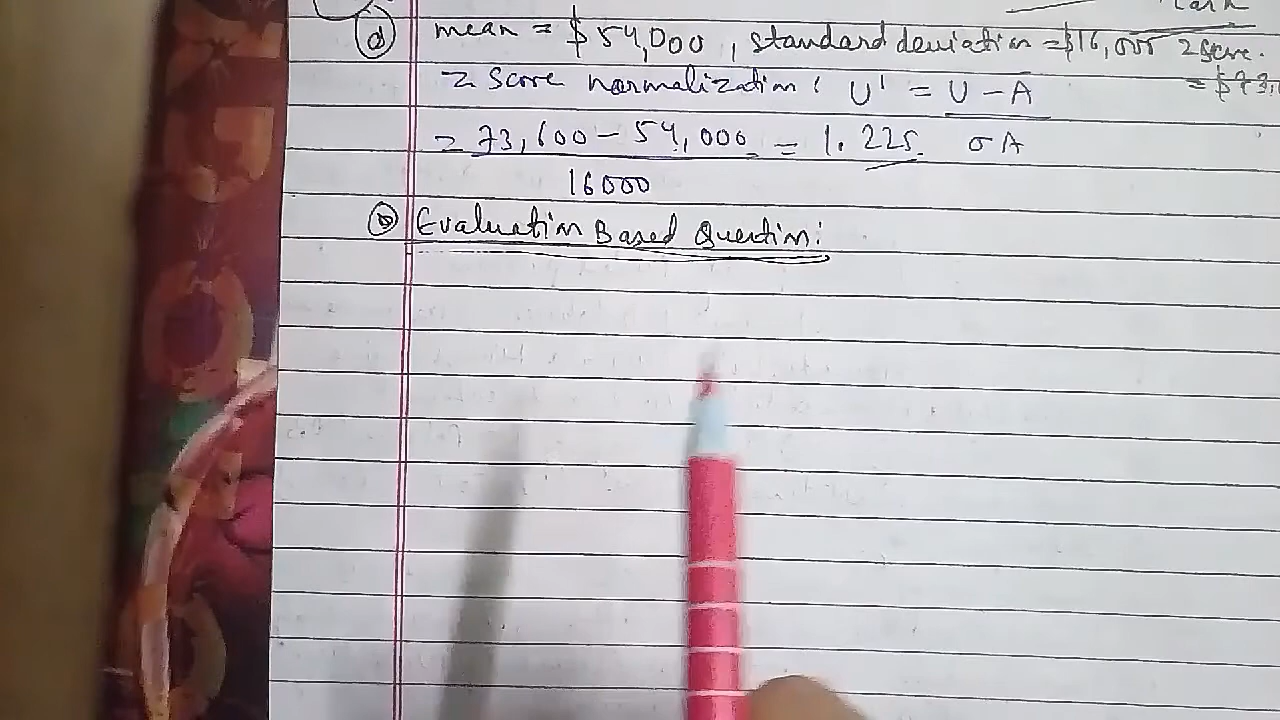 d mean = $54,000, standard deviation = $16,000 z score.
z score normalization: U' = U - A = $73,
= 73,600 - 54,000 = 1.225. σA
16000
Evaluation Based Question: